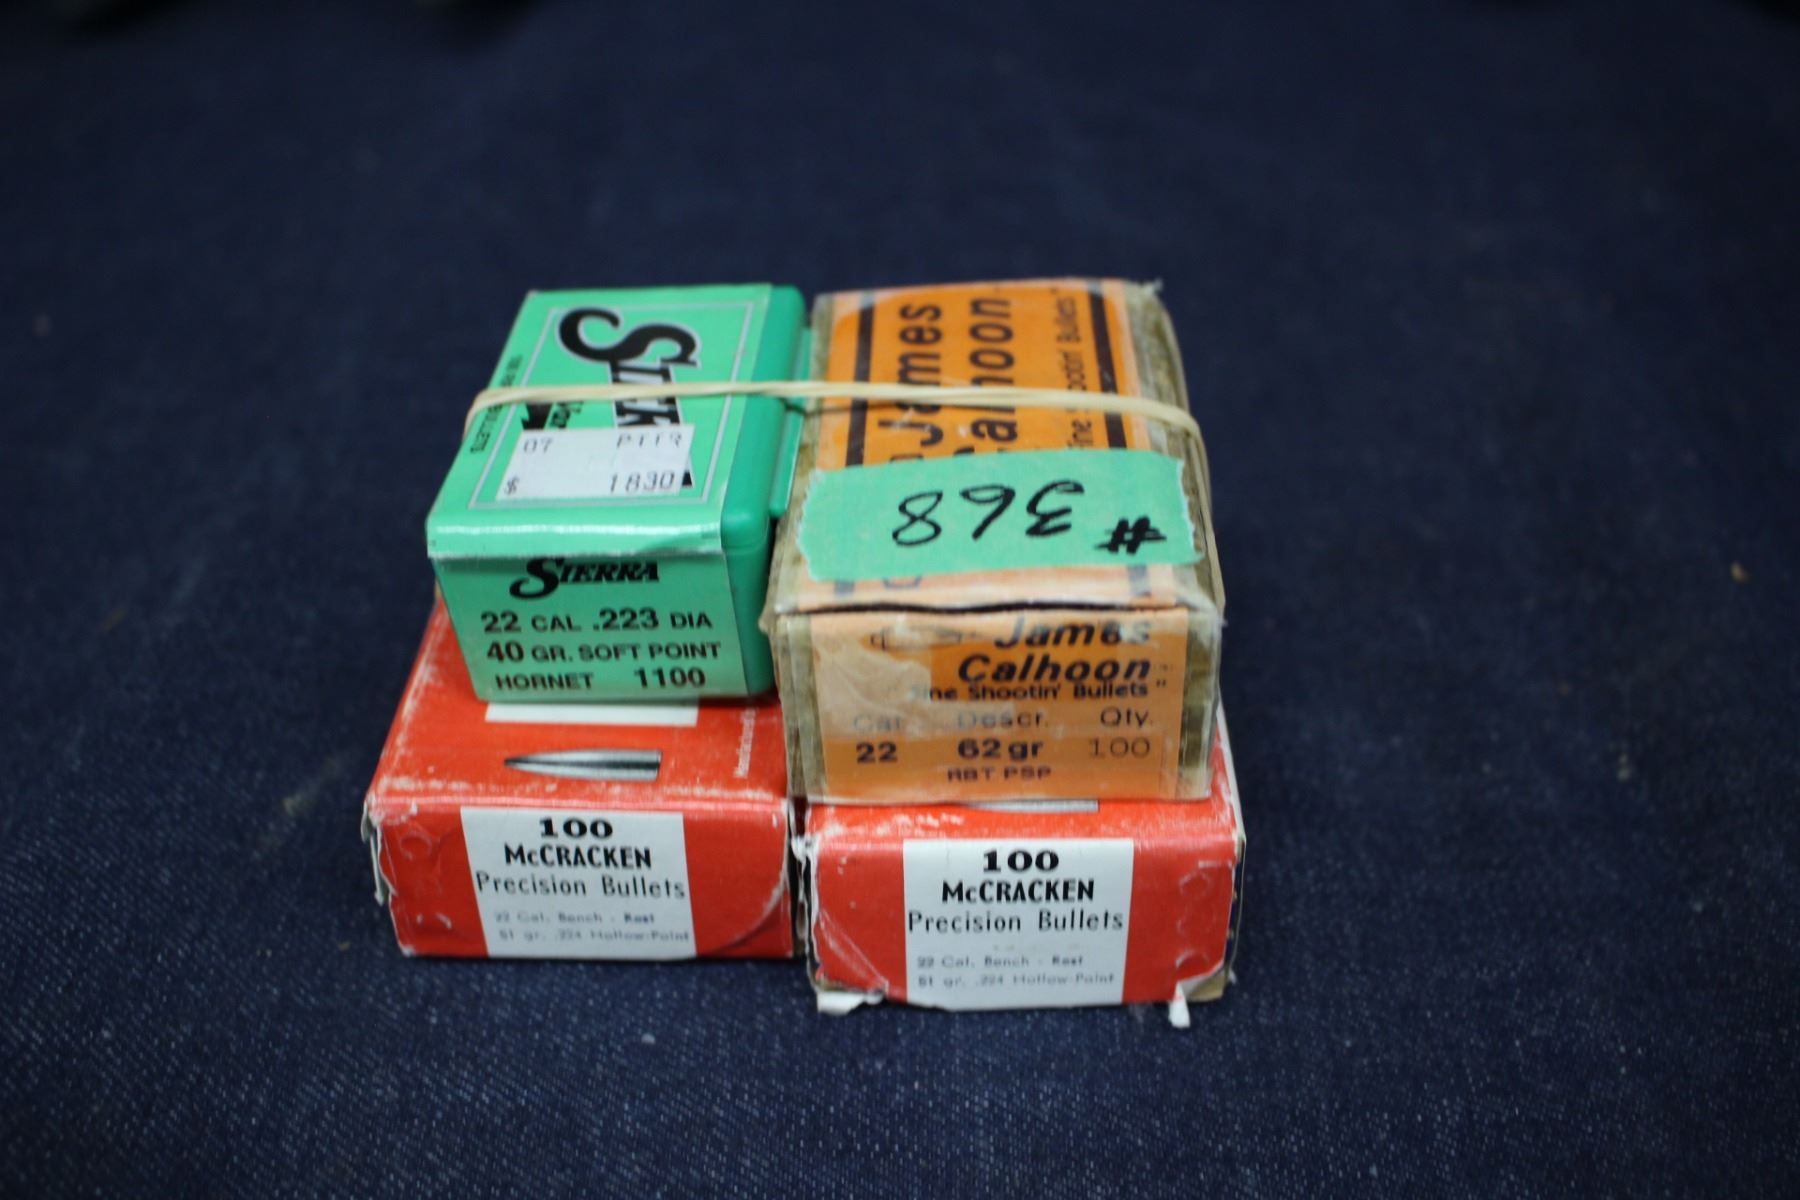 SIERRA
07 PTTR
$ 1830
SIERRA
22 CAL .223 DIA
40 GR. SOFT POINT
HORNET 1100
James
Calhoon
Bullets"
# 368
James
Calhoon
Shootin' Bullets"
Cal Descr. Qty.
22 62gr 100
RBT PSP
100
McCRACKEN
Precision Bullets
22 Cal. Bench - Rest
51 gr. .224 Hollow-Point
100
McCRACKEN
Precision Bullets
22 Cal. Bench - Rest
51 gr. .224 Hollow-Point